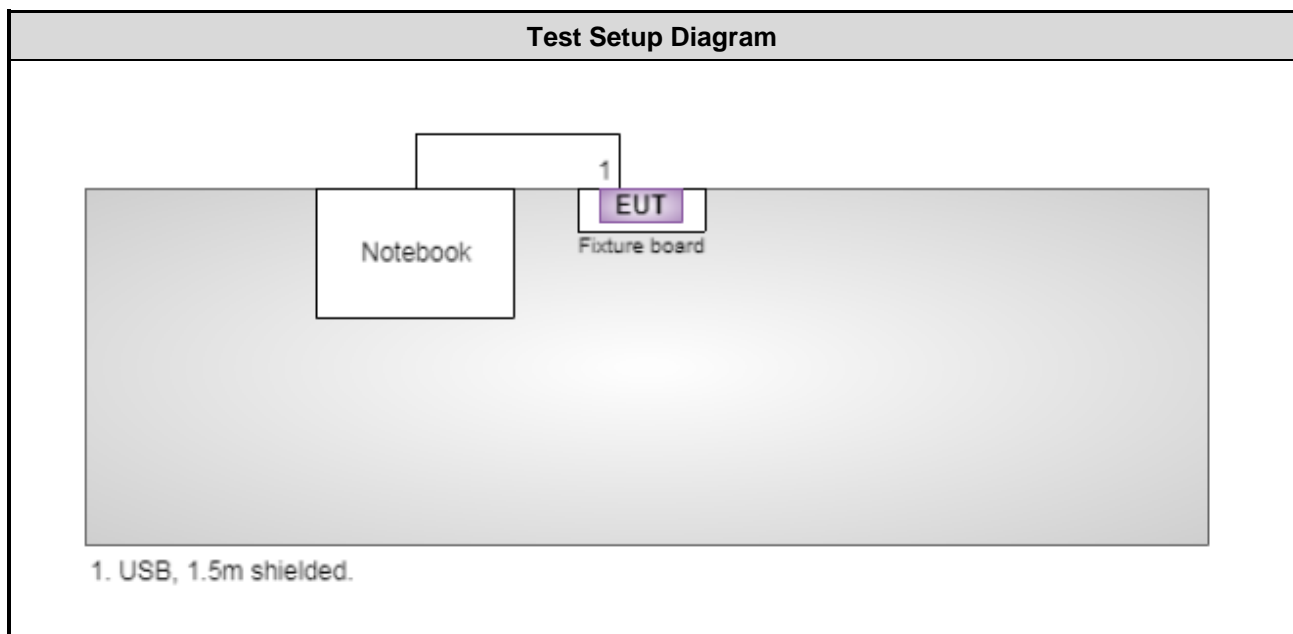 Test Setup Diagram
1
EUT
Notebook
Fixture board
1. USB, 1.5m shielded.